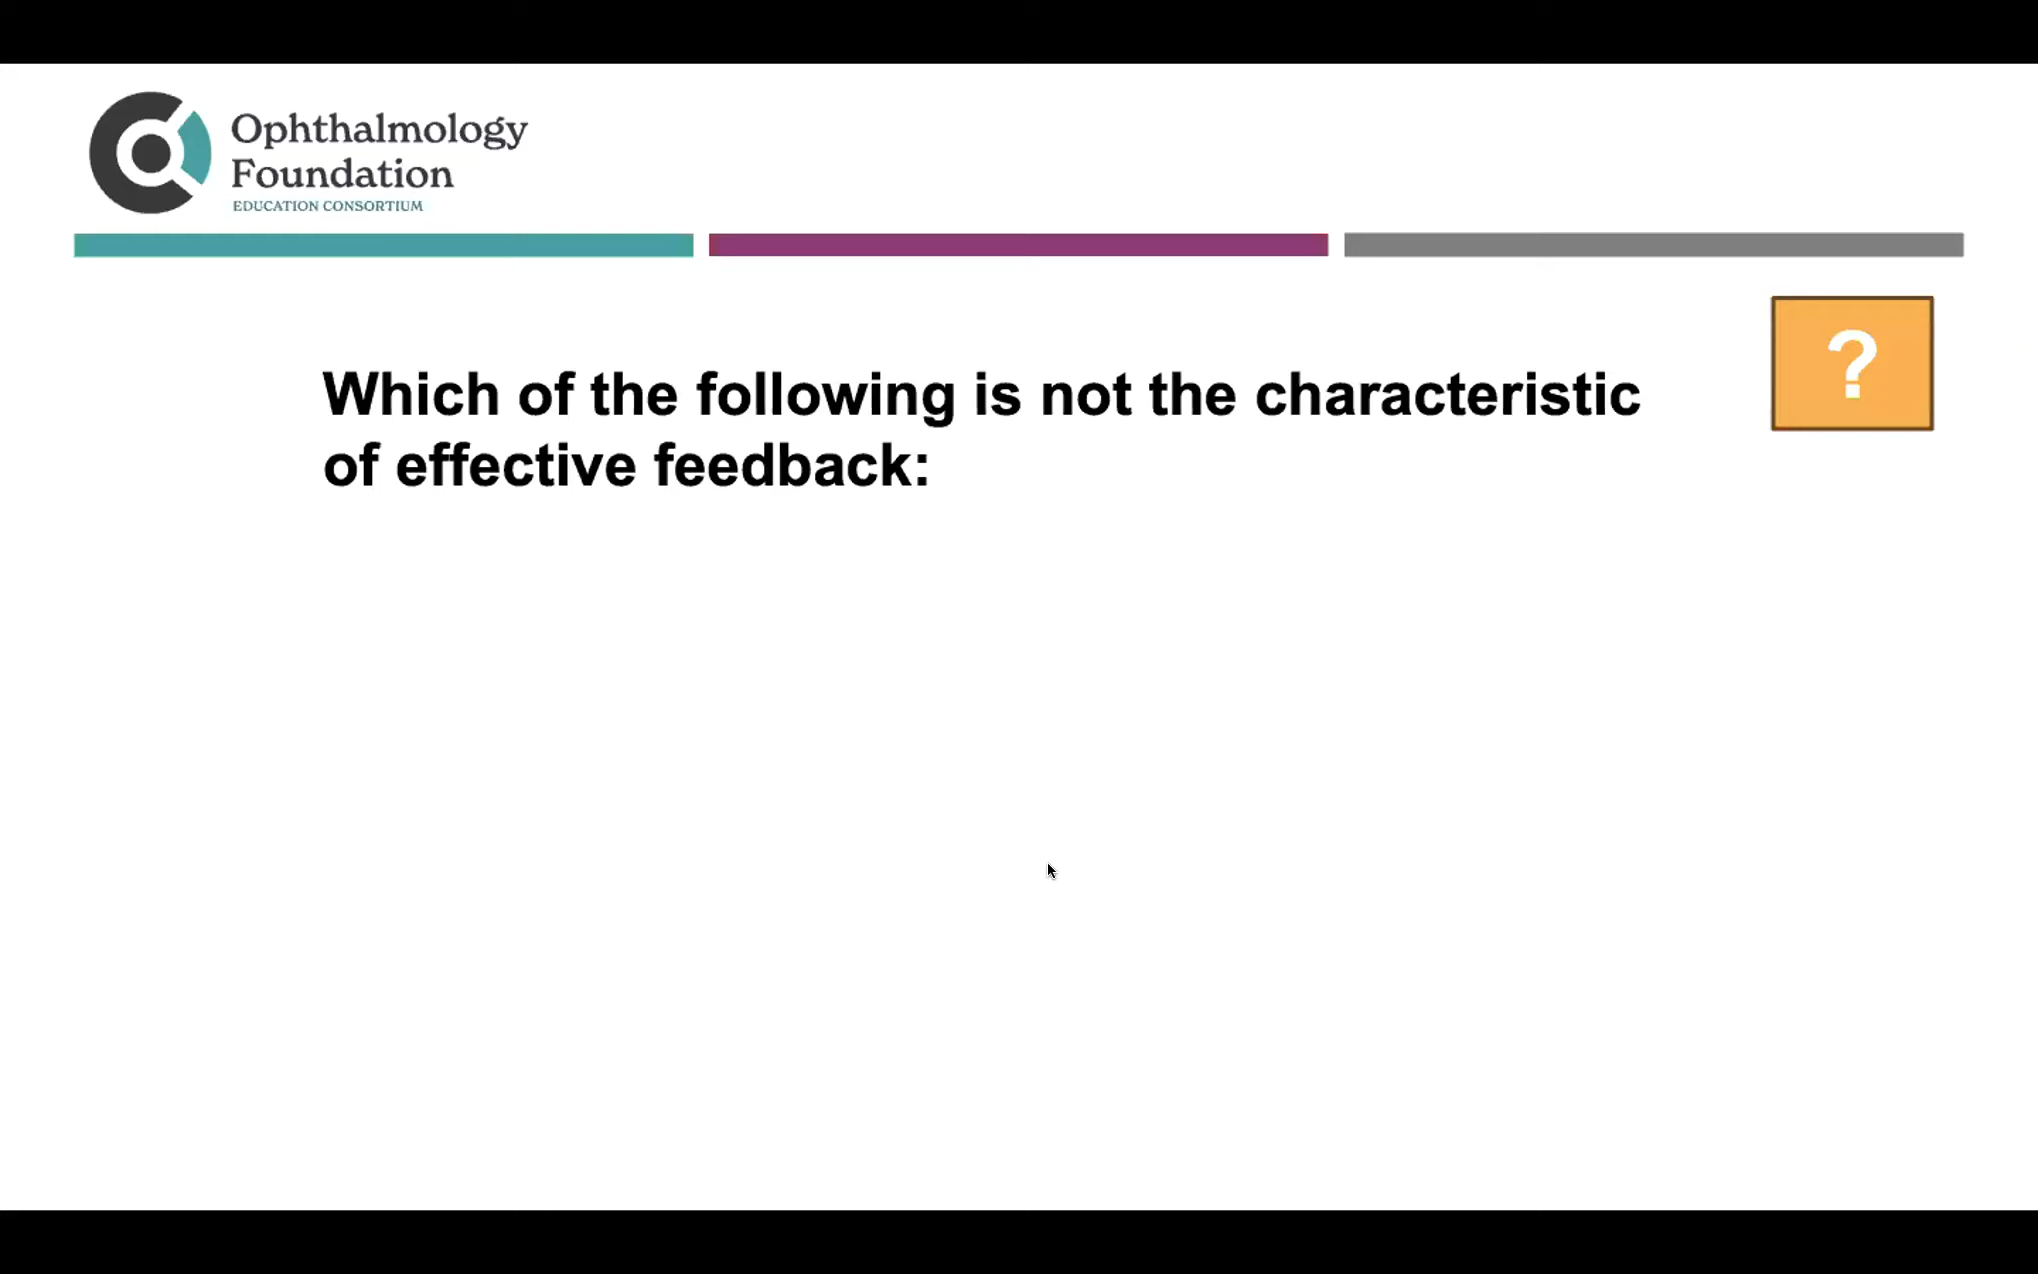 Ophthalmology
Foundation
EDUCATION CONSORTIUM
?
Which of the following is not the characteristic
of effective feedback: